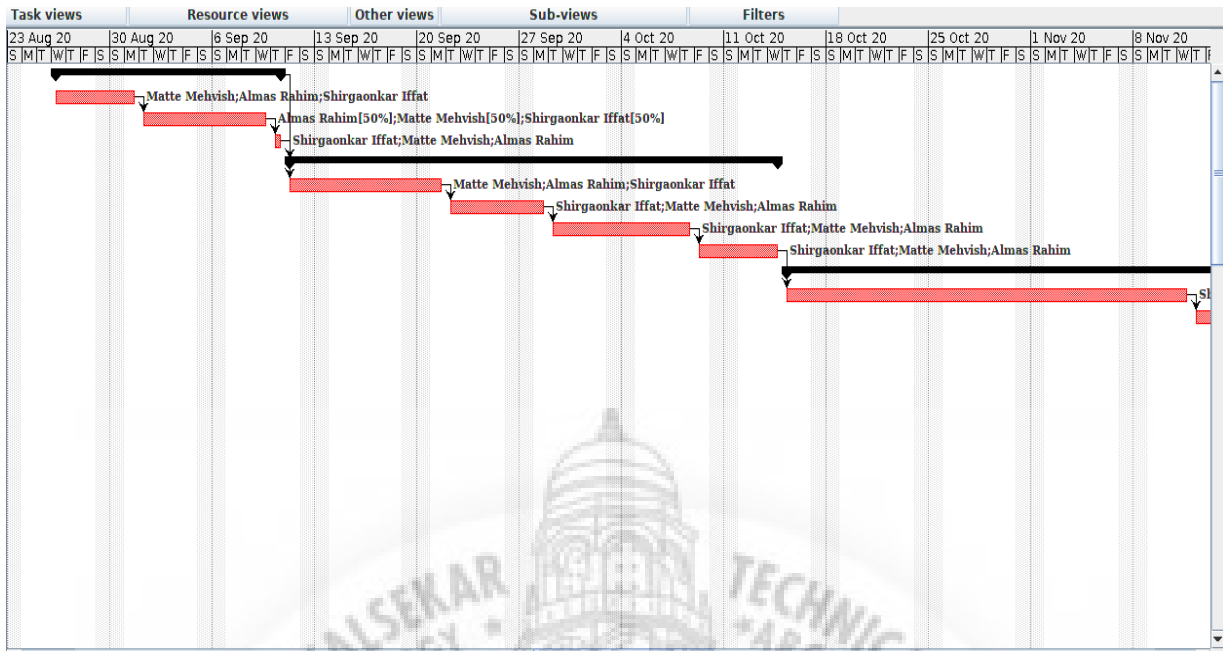 Task views Resource views Other views Sub-views Filters
23 Aug 20 30 Aug 20 6 Sep 20 13 Sep 20 20 Sep 20 27 Sep 20 4 Oct 20 11 Oct 20 18 Oct 20 25 Oct 20 1 Nov 20 8 Nov 20
S M T W T F S S M T W T F S S M T W T F S S M T W T F S S M T W T F S S M T W T F S S M T W T F S S M T W T F S S M T W T F S S M T W T F S S M T W T F S S M T W T F
Matte Mehvish;Almas Rahim;Shirgaonkar Iffat
Almas Rahim[50%];Matte Mehvish[50%];Shirgaonkar Iffat[50%]
Shirgaonkar Iffat;Matte Mehvish;Almas Rahim
Matte Mehvish;Almas Rahim;Shirgaonkar Iffat
Shirgaonkar Iffat;Matte Mehvish;Almas Rahim
Shirgaonkar Iffat;Matte Mehvish;Almas Rahim
Shirgaonkar Iffat;Matte Mehvish;Almas Rahim